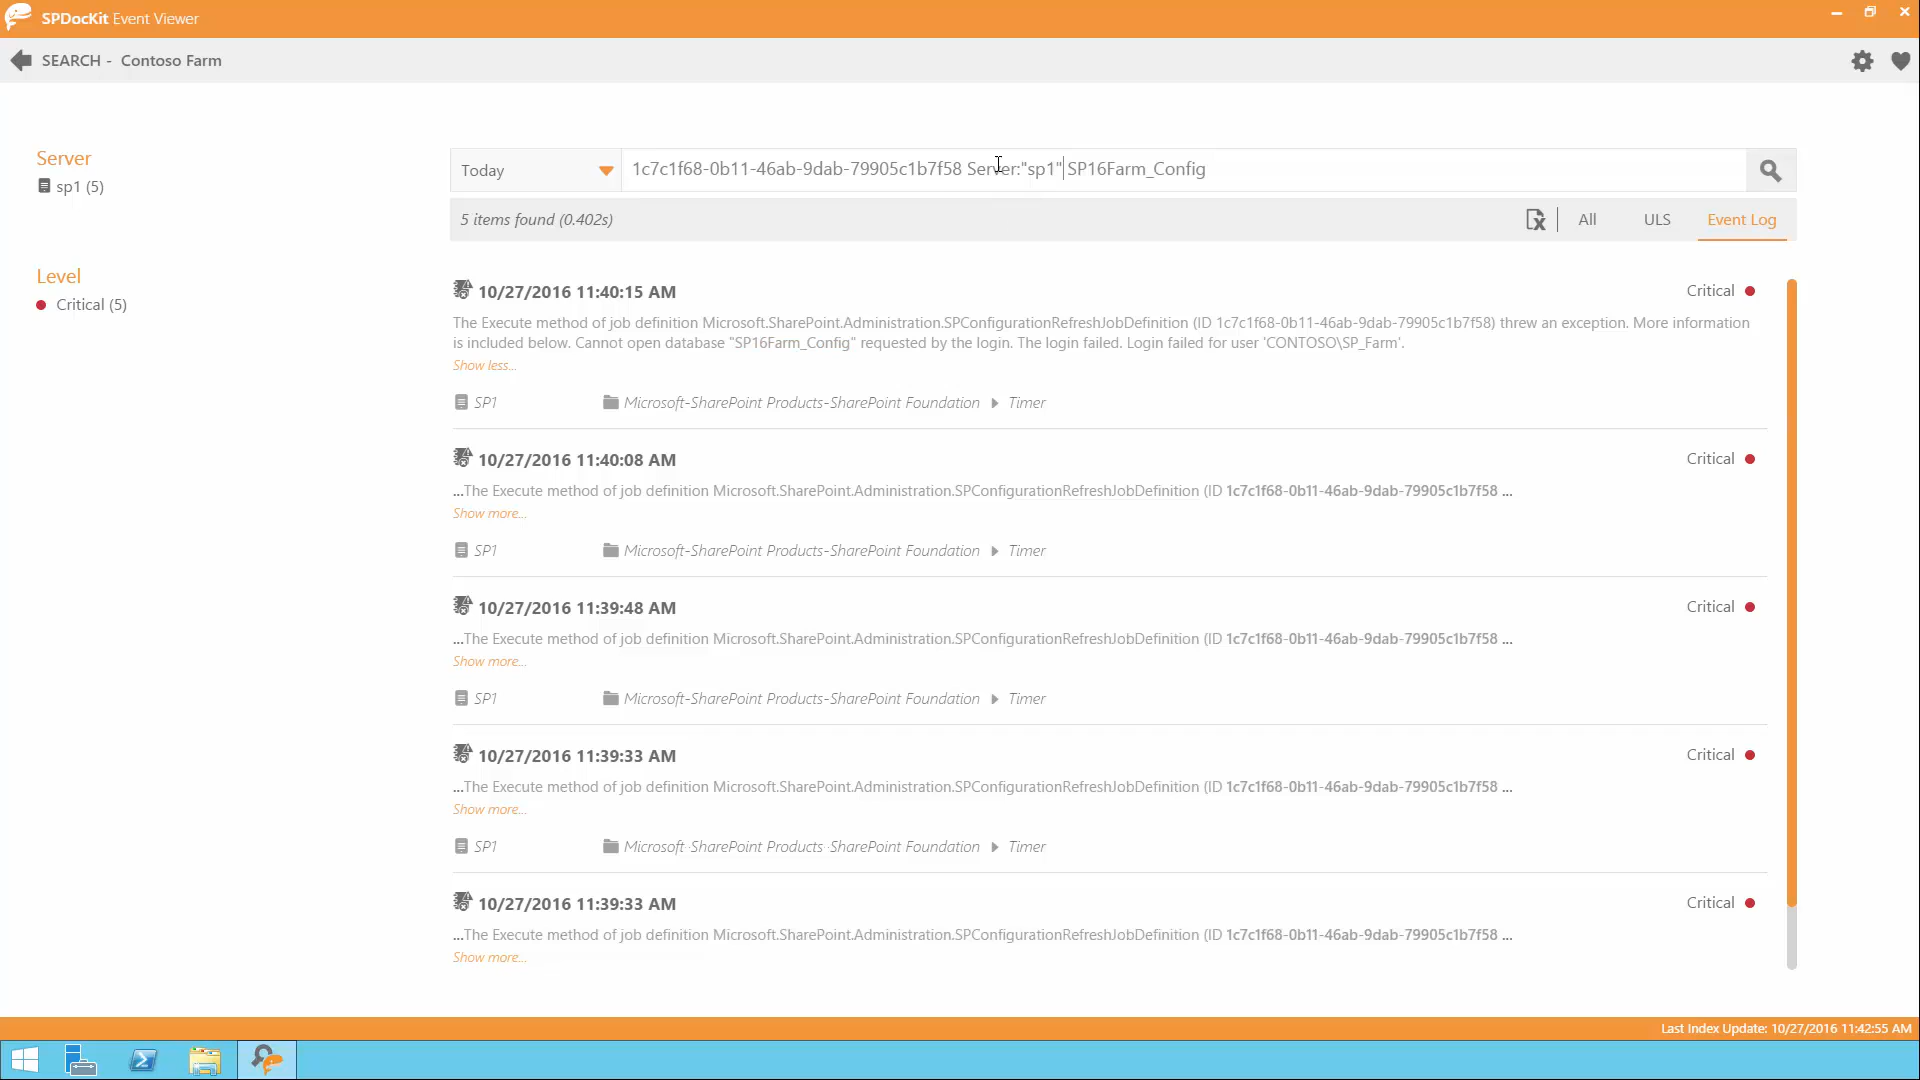 SPDocKit Event Viewer
SEARCH - Contoso Farm
Server
sp1 (5)
Level
Critical (5)
Today
1c7c1f68-0b11-46ab-9dab-79905c1b7f58 Server:"sp1" SP16Farm_Config
5 items found (0.402s)
All ULS Event Log
10/27/2016 11:40:15 AM
Critical
The Execute method of job definition Microsoft.SharePoint.Administration.SPConfigurationRefreshJobDefinition (ID 1c7c1f68-0b11-46ab-9dab-79905c1b7f58) threw an exception. More information
is included below. Cannot open database "SP16Farm_Config" requested by the login. The login failed. Login failed for user 'CONTOSO\SP_Farm'.
Show less...
SP1 Microsoft-SharePoint Products-SharePoint Foundation Timer
10/27/2016 11:40:08 AM
Critical
...The Execute method of job definition Microsoft.SharePoint.Administration.SPConfigurationRefreshJobDefinition (ID 1c7c1f68-0b11-46ab-9dab-79905c1b7f58 ...
Show more...
SP1 Microsoft-SharePoint Products-SharePoint Foundation Timer
10/27/2016 11:39:48 AM
Critical
...The Execute method of job definition Microsoft.SharePoint.Administration.SPConfigurationRefreshJobDefinition (ID 1c7c1f68-0b11-46ab-9dab-79905c1b7f58 ...
Show more...
SP1 Microsoft-SharePoint Products-SharePoint Foundation Timer
10/27/2016 11:39:33 AM
Critical
...The Execute method of job definition Microsoft.SharePoint.Administration.SPConfigurationRefreshJobDefinition (ID 1c7c1f68-0b11-46ab-9dab-79905c1b7f58 ...
Show more...
SP1 Microsoft-SharePoint Products-SharePoint Foundation Timer
10/27/2016 11:39:33 AM
Critical
...The Execute method of job definition Microsoft.SharePoint.Administration.SPConfigurationRefreshJobDefinition (ID 1c7c1f68-0b11-46ab-9dab-79905c1b7f58 ...
Show more...
Last Index Update: 10/27/2016 11:42:55 AM